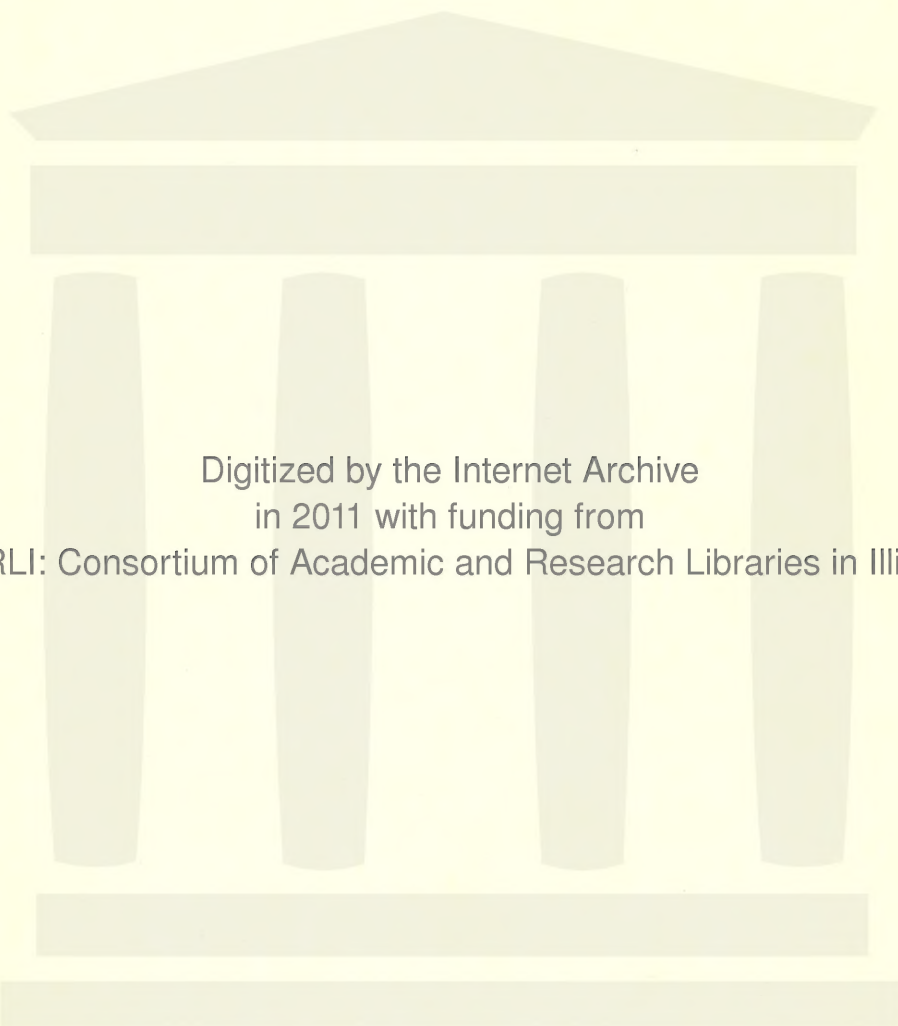 Digitized by the Internet Archive
in 2011 with funding from
RLI: Consortium of Academic and Research Libraries in Illi